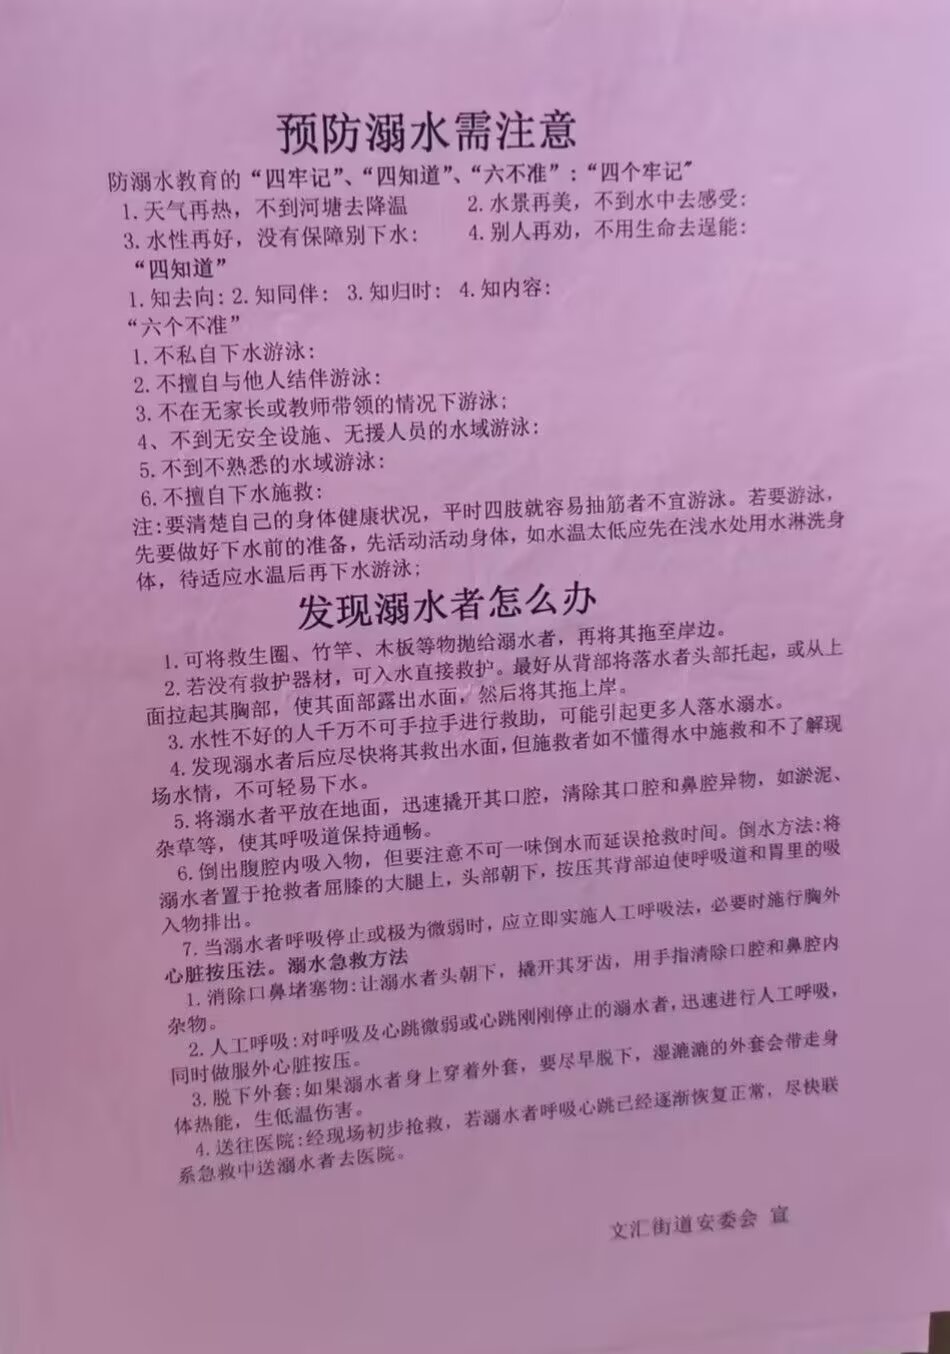 预防溺水需注意
防溺水教育的“四牢记”、“四知道”、“六不准”：“四个牢记”
1.天气再热，不到河塘去降温 2.水景再美，不到水中去感受:
3.水性再好，没有保障别下水: 4.别人再劝，不用生命去逞能:
“四知道”
1.知去向: 2.知同伴: 3.知归时: 4.知内容:
“六个不准”
1.不私自下水游泳:
2.不擅自与他人结伴游泳:
3.不在无家长或教师带领的情况下游泳;
4、不到无安全设施、无援人员的水域游泳:
5.不到不熟悉的水域游泳:
6.不擅自下水施救:
注:要清楚自己的身体健康状况，平时四肢就容易抽筋者不宜游泳。若要游泳，
先要做好下水前的准备，先活动活动身体，如水温太低应先在浅水处用水淋洗身
体，待适应水温后再下水游泳;
发现溺水者怎么办
1.可将救生圈、竹竿、木板等物抛给溺水者，再将其拖至岸边。
2.若没有救护器材，可入水直接救护。最好从背部将落水者头部托起，或从上
面拉起其胸部，使其面部露出水面，然后将其拖上岸。
3.水性不好的人千万不可手拉手进行救助，可能引起更多人落水溺水。
4.发现溺水者后应尽快将其救出水面，但施救者如不懂得水中施救和不了解现
场水情，不可轻易下水。
5.将溺水者平放在地面，迅速撬开其口腔，清除其口腔和鼻腔异物，如淤泥、
杂草等，使其呼吸道保持通畅。
6.倒出腹腔内吸入物，但要注意不可一味倒水而延误抢救时间。倒水方法:将
溺水者置于抢救者屈膝的大腿上，头部朝下，按压其背部迫使呼吸道和胃里的吸
入物排出。
7.当溺水者呼吸停止或极为微弱时，应立即实施人工呼吸法，必要时施行胸外
心脏按压法。溺水急救方法
1.消除口鼻堵塞物:让溺水者头朝下，撬开其牙齿，用手指清除口腔和鼻腔内
杂物。
2.人工呼吸:对呼吸及心跳微弱或心跳刚刚停止的溺水者，迅速进行人工呼吸，
同时做服外心脏按压。
3.脱下外套:如果溺水者身上穿着外套，要尽早脱下，湿漉漉的外套会带走身
体热能，生低温伤害。
4.送往医院:经现场初步抢救，若溺水者呼吸心跳己经逐渐恢复正常，尽快联
系急救中送溺水者去医院。
文汇街道安委会 宣